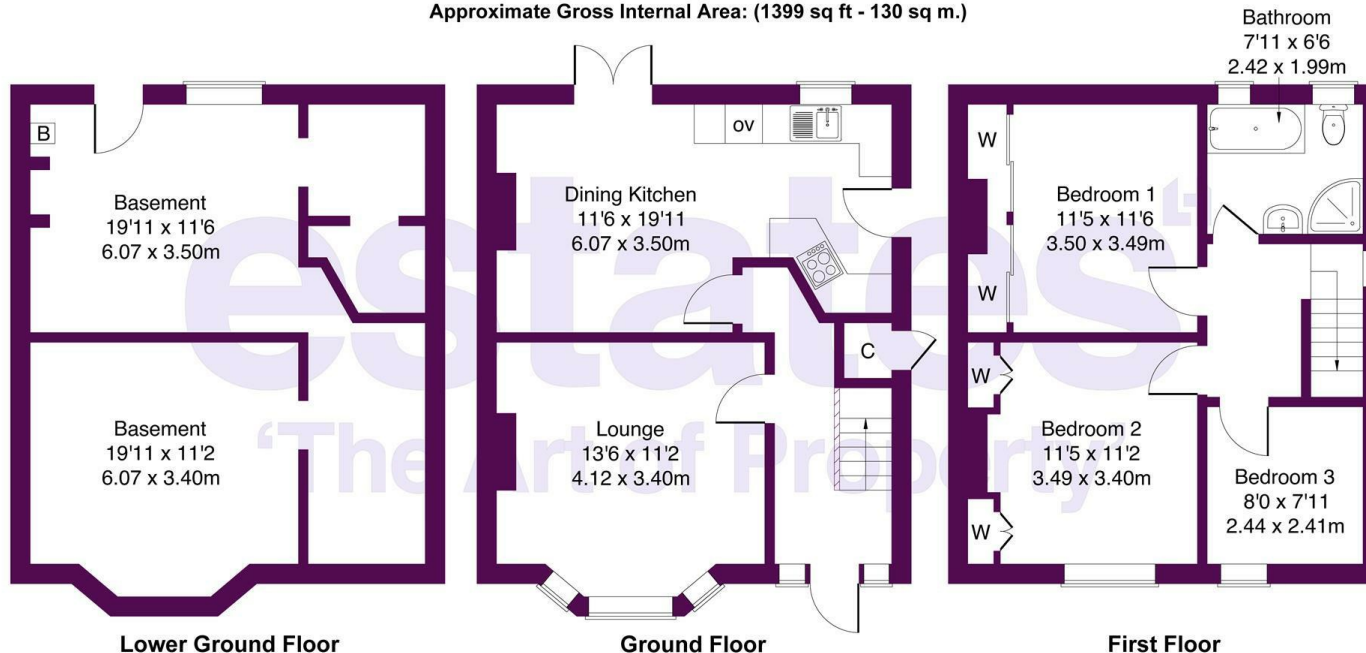 Approximate Gross Internal Area: (1399 sq ft - 130 sq m.)
Bathroom
7'11 x 6'6
2.42 x 1.99m
B
Basement
19'11 x 11'6
6.07 x 3.50m
Basement
19'11 x 11'2
6.07 x 3.40m
Lower Ground Floor
ov
Dining Kitchen
11'6 x 19'11
6.07 x 3.50m
C
Lounge
13'6 x 11'2
4.12 x 3.40m
Ground Floor
W
Bedroom 1
11'5 x 11'6
3.50 x 3.49m
W
W
Bedroom 2
11'5 x 11'2
3.49 x 3.40m
W
Bedroom 3
8'0 x 7'11
2.44 x 2.41m
First Floor
estates
'The Art of Property'